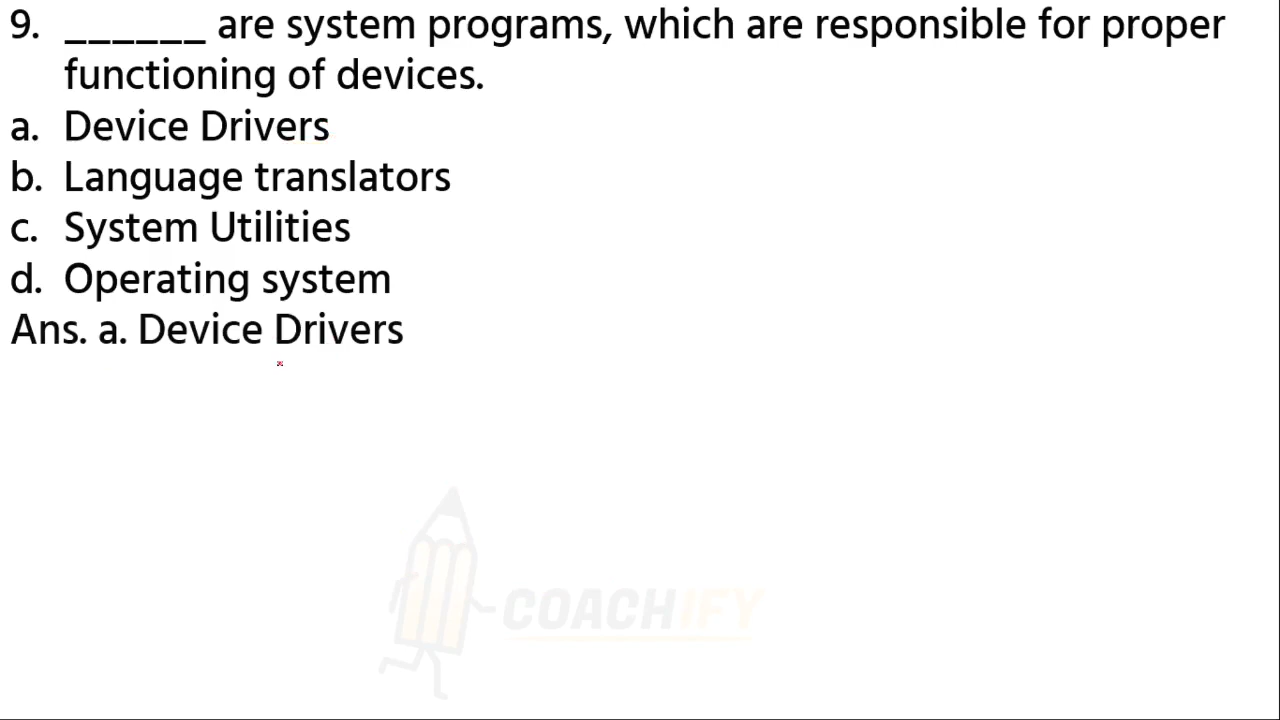 9. ______ are system programs, which are responsible for proper
functioning of devices.
a. Device Drivers
b. Language translators
c. System Utilities
d. Operating system
Ans. a. Device Drivers
COACHIFY